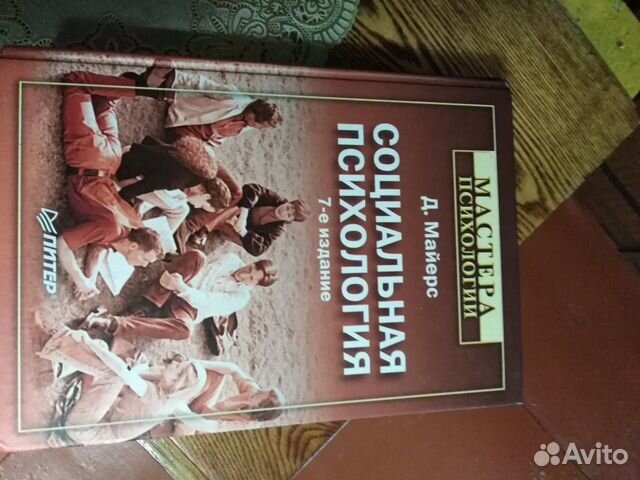 МАСТЕРА
ПСИХОЛОГИИ
Д. Майерс
СОЦИАЛЬНАЯ
ПСИХОЛОГИЯ
7-е издание
ПИТЕР
Avito